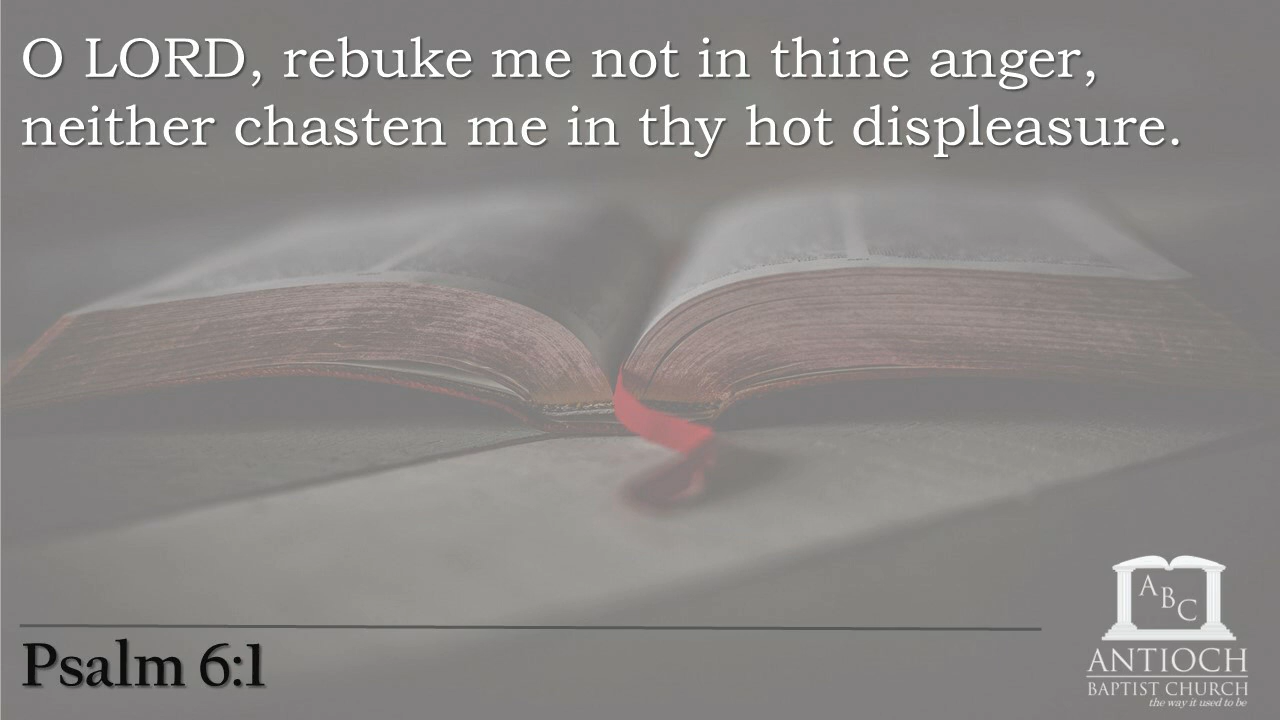 O LORD, rebuke me not in thine anger,
neither chasten me in thy hot displeasure.
Psalm 6:1
A B C
ANTIOCH
BAPTIST CHURCH
the way it used to be